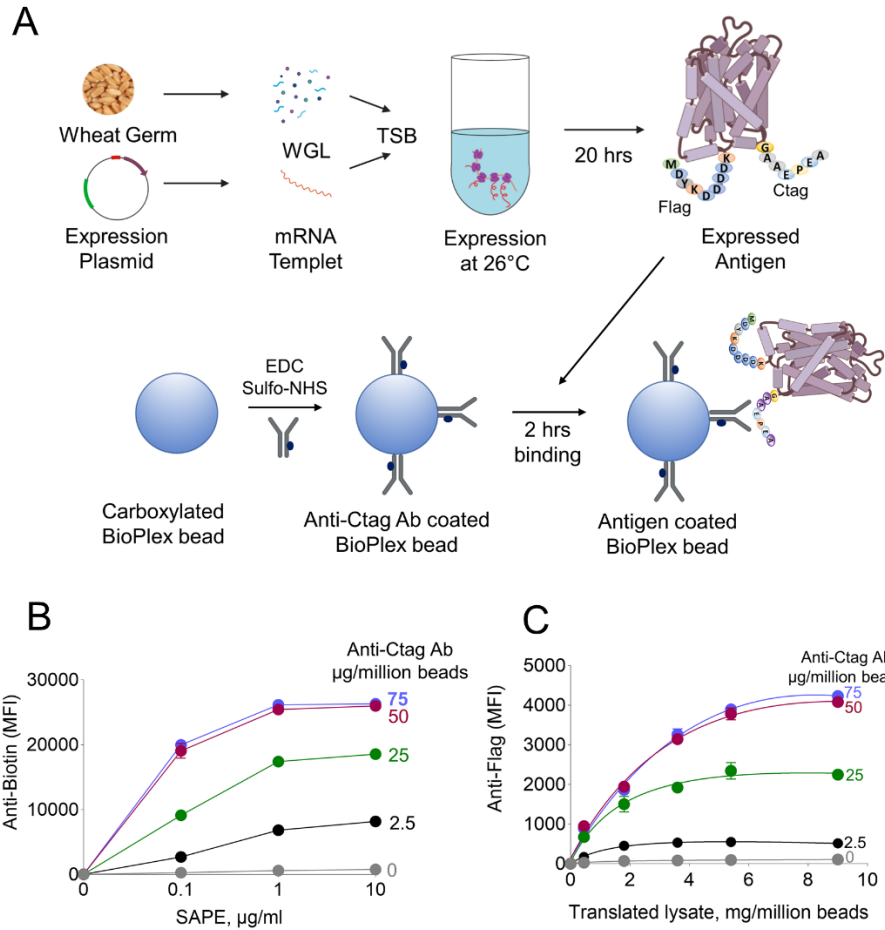 A
Wheat Germ
WGL
TSB
Expression
Plasmid
mRNA
Templet
Expression
at 26°C
20 hrs
M D Y K D D D D K
Flag
G A A E P E A
Ctag
Expressed
Antigen
EDC
Sulfo-NHS
2 hrs
binding
M D Y K D D D D K
G A A E P E A
Carboxylated
BioPlex bead
Anti-Ctag Ab coated
BioPlex bead
Antigen coated
BioPlex bead
B
Anti-Ctag Ab
µg/million beads
Anti-Biotin (MFI)
30000
20000
10000
0
75
50
25
2.5
0
0
0.1
1
10
SAPE, µg/ml
C
Anti-Ctag Al
µg/million bea
Anti-Flag (MFI)
5000
4000
3000
2000
1000
0
75
50
25
2.5
0
0
2
4
6
8
10
Translated lysate, mg/million beads